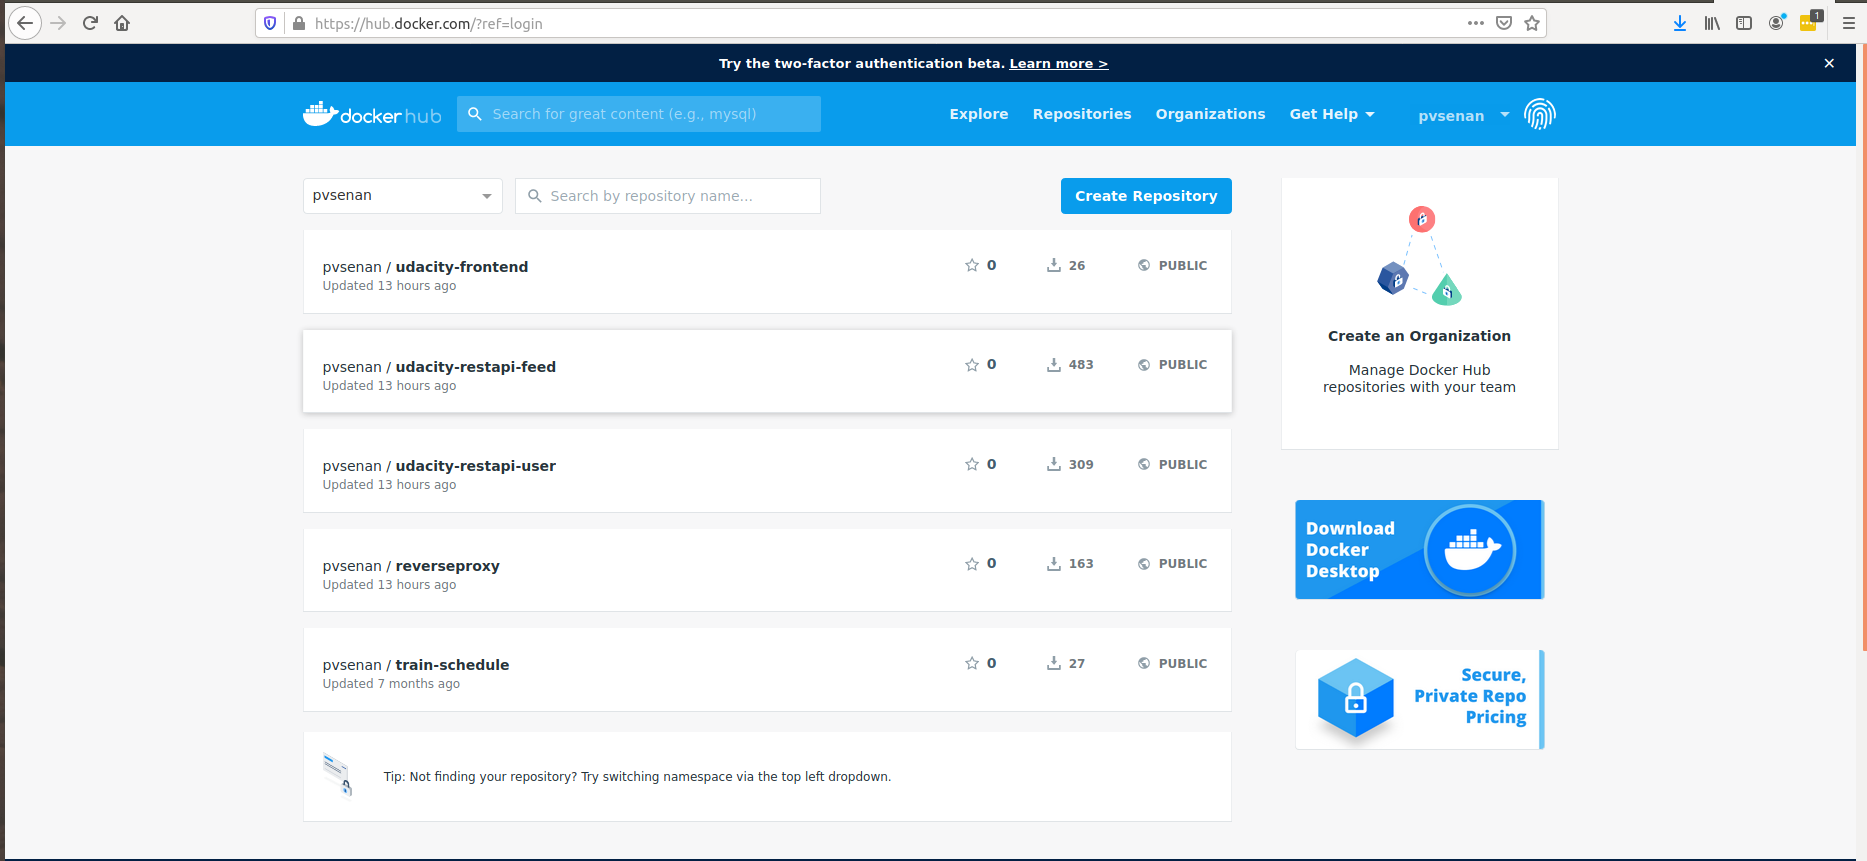 https://hub.docker.com/?ref=login
1
Try the two-factor authentication beta. Learn more >
docker hub
Search for great content (e.g., mysql)
Explore
Repositories
Organizations
Get Help
pvsenan
pvsenan
Search by repository name...
Create Repository
pvsenan / udacity-frontend
Updated 13 hours ago
0
26
PUBLIC
pvsenan / udacity-restapi-feed
Updated 13 hours ago
0
483
PUBLIC
pvsenan / udacity-restapi-user
Updated 13 hours ago
0
309
PUBLIC
pvsenan / reverseproxy
Updated 13 hours ago
0
163
PUBLIC
pvsenan / train-schedule
Updated 7 months ago
0
27
PUBLIC
Tip: Not finding your repository? Try switching namespace via the top left dropdown.
Create an Organization
Manage Docker Hub
repositories with your team
Download
Docker
Desktop
Secure,
Private Repo
Pricing